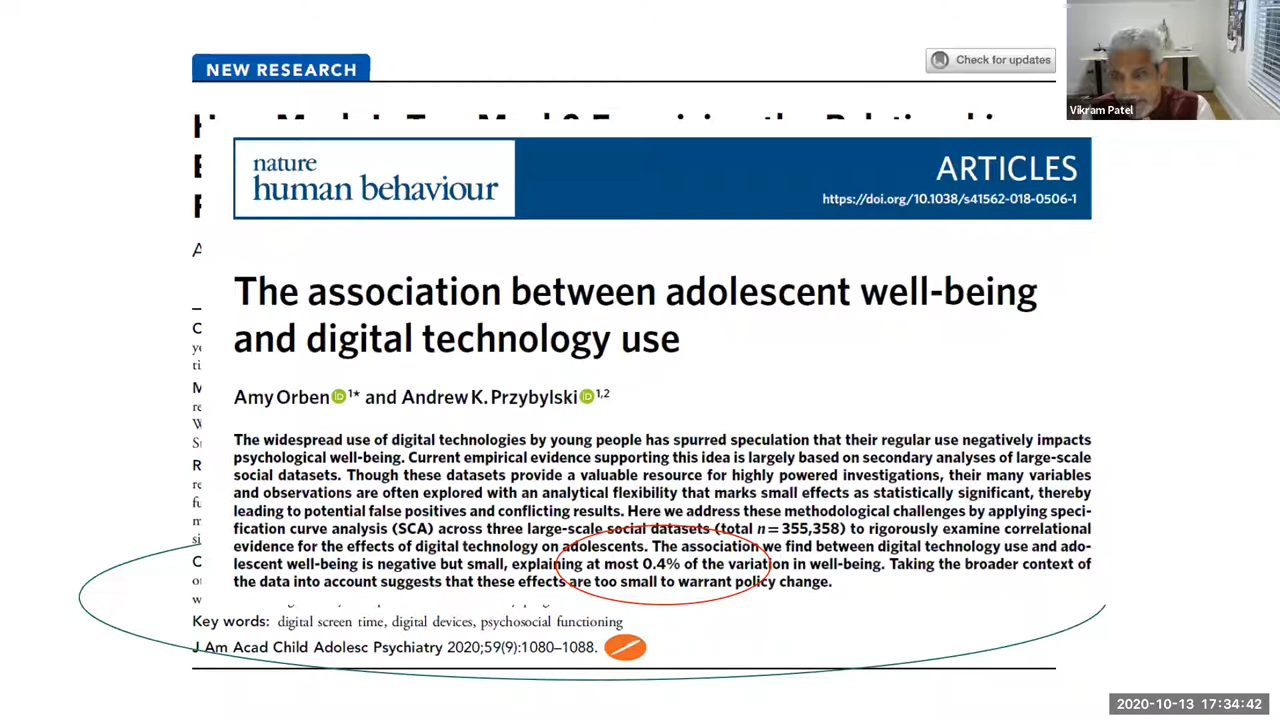 NEW RESEARCH
Check for updates
Vikram Patel
nature
human behaviour
ARTICLES
https://doi.org/10.1038/s41562-018-0506-1
The association between adolescent well-being
and digital technology use
Amy Orben 1* and Andrew K. Przybylski 1,2
The widespread use of digital technologies by young people has spurred speculation that their regular use negatively impacts
psychological well-being. Current empirical evidence supporting this idea is largely based on secondary analyses of large-scale
social datasets. Though these datasets provide a valuable resource for highly powered investigations, their many variables
and observations are often explored with an analytical flexibility that marks small effects as statistically significant, thereby
leading to potential false positives and conflicting results. Here we address these methodological challenges by applying speci-
fication curve analysis (SCA) across three large-scale social datasets (total n = 355,358) to rigorously examine correlational
evidence for the effects of digital technology on adolescents. The association we find between digital technology use and ado-
lescent well-being is negative but small, explaining at most 0.4% of the variation in well-being. Taking the broader context of
the data into account suggests that these effects are too small to warrant policy change.
Key words: digital screen time, digital devices, psychosocial functioning
J Am Acad Child Adolesc Psychiatry 2020;59(9):1080–1088.
2020-10-13 17:34:42